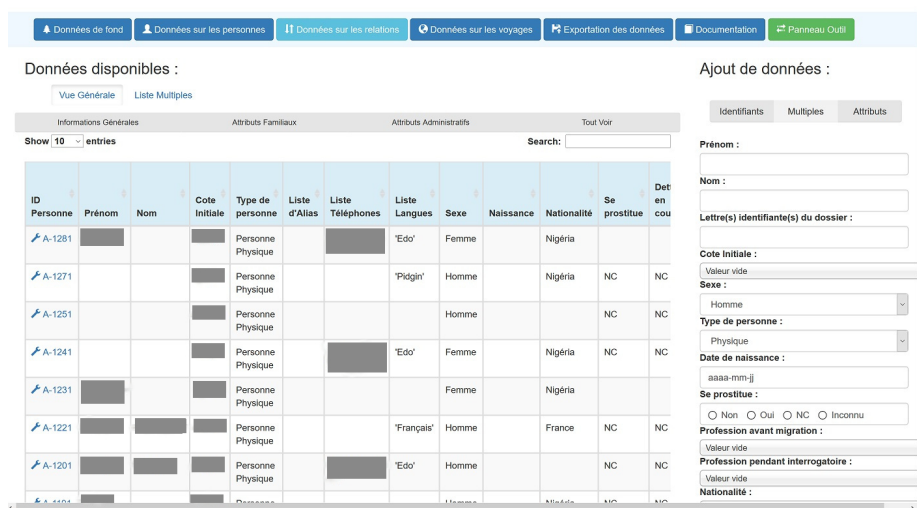 Données de fond Données sur les personnes Données sur les relations Données sur les voyages Exportation des données Documentation Panneau Outil
Données disponibles :
Vue Générale Liste Multiples
Informations Générales Attributs Familiaux Attributs Administratifs Tout Voir
Show 10 entries Search:
ID Personne Prénom Nom Cote Initiale Type de personne Liste d'Alias Liste Téléphones Liste Langues Sexe Naissance Nationalité Se prostitue Dett en cou
A-1281 Personne Physique 'Edo' Femme Nigéria
A-1271 Personne Physique 'Pidgin' Homme Nigéria NC NC
A-1251 Personne Physique Homme NC NC
A-1241 Personne Physique 'Edo' Femme Nigéria NC NC
A-1231 Personne Physique Femme Nigéria
A-1221 Personne Physique 'Français' Homme France NC NC
A-1201 Personne Physique 'Edo' Homme NC NC
Ajout de données :
Identifiants Multiples Attributs
Prénom :
Nom :
Lettre(s) identifiante(s) du dossier :
Cote Initiale :
Valeur vide
Sexe :
Homme
Type de personne :
Physique
Date de naissance :
aaaa-mm-jj
Se prostitue :
Non Oui NC Inconnu
Profession avant migration :
Valeur vide
Profession pendant interrogatoire :
Valeur vide
Nationalité :